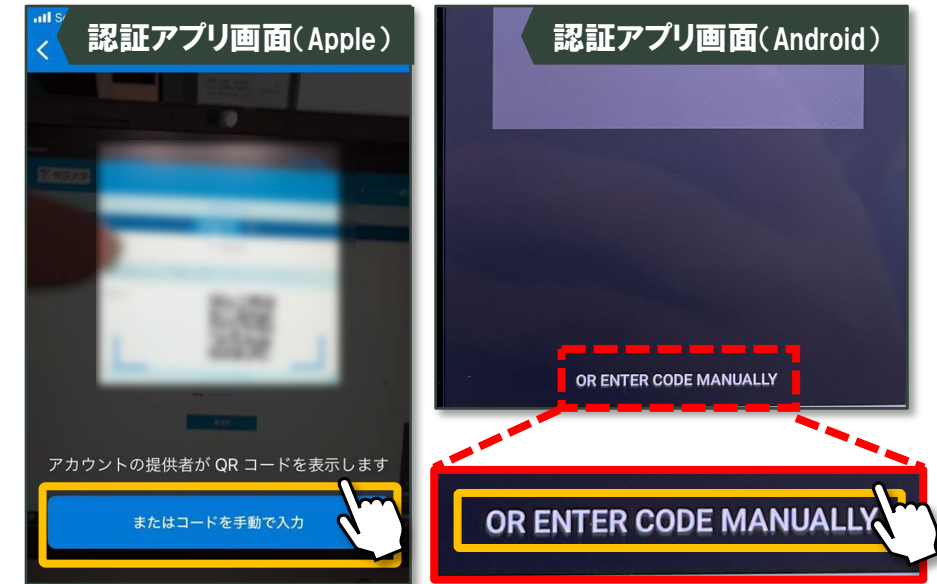 認証アプリ画面(Apple)
アカウントの提供者が QR コードを表示します
またはコードを手動で入力
認証アプリ画面(Android)
OR ENTER CODE MANUALLY
OR ENTER CODE MANUALLY